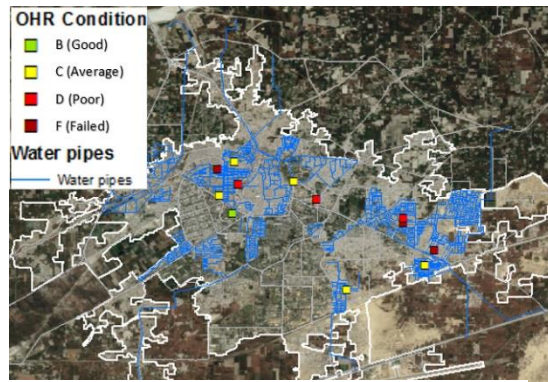 OHR Condition
B (Good)
C (Average)
D (Poor)
F (Failed)
Water pipes
Water pipes